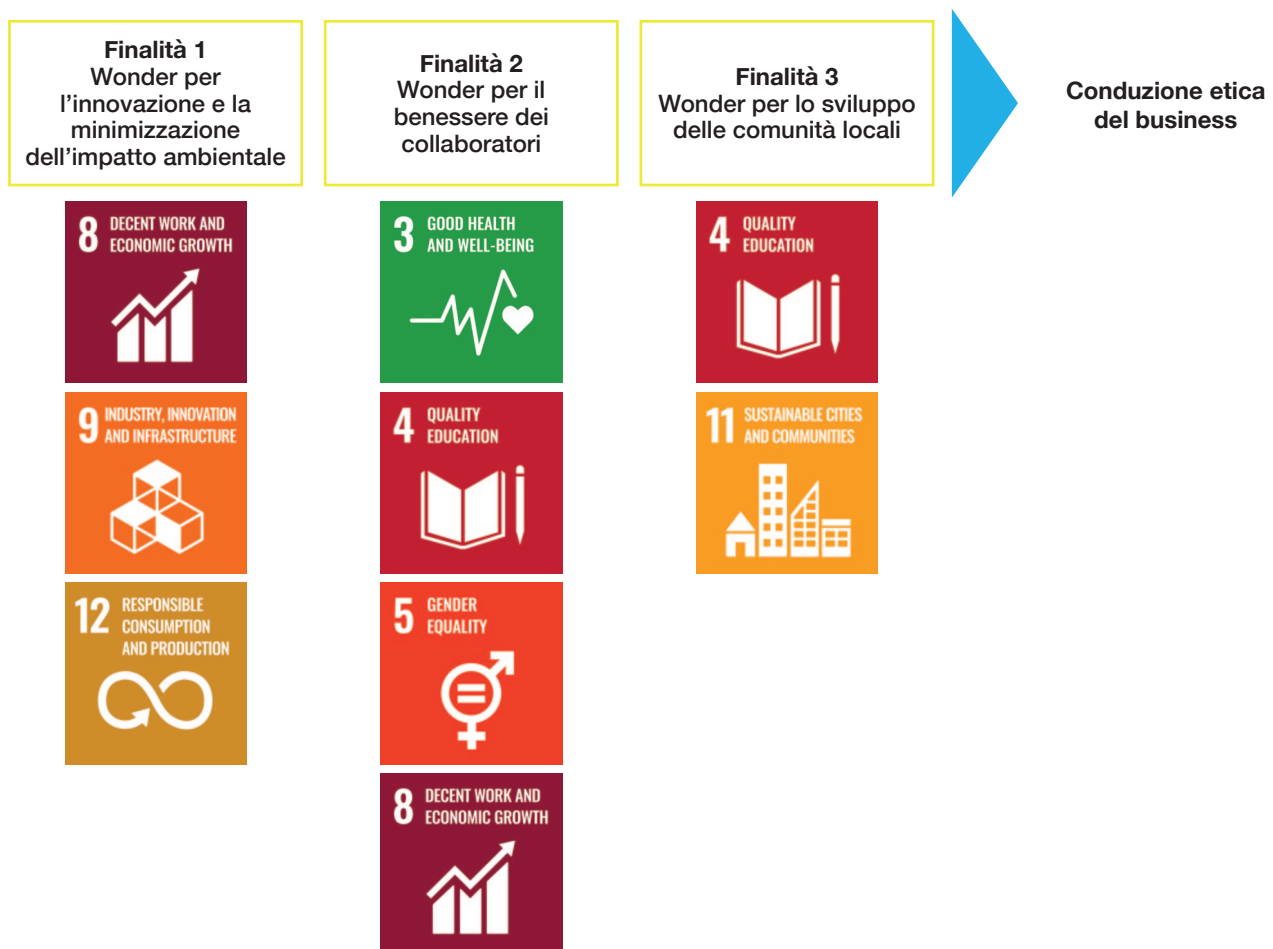 Finalità 1
Wonder per
l'innovazione e la
minimizzazione
dell'impatto ambientale
Finalità 2
Wonder per il
benessere dei
collaboratori
Finalità 3
Wonder per lo sviluppo
delle comunità locali
Conduzione etica
del business
8 DECENT WORK AND
ECONOMIC GROWTH
9 INDUSTRY, INNOVATION
AND INFRASTRUCTURE
12 RESPONSIBLE
CONSUMPTION
AND PRODUCTION
3 GOOD HEALTH
AND WELL-BEING
4 QUALITY
EDUCATION
5 GENDER
EQUALITY
8 DECENT WORK AND
ECONOMIC GROWTH
4 QUALITY
EDUCATION
11 SUSTAINABLE CITIES
AND COMMUNITIES